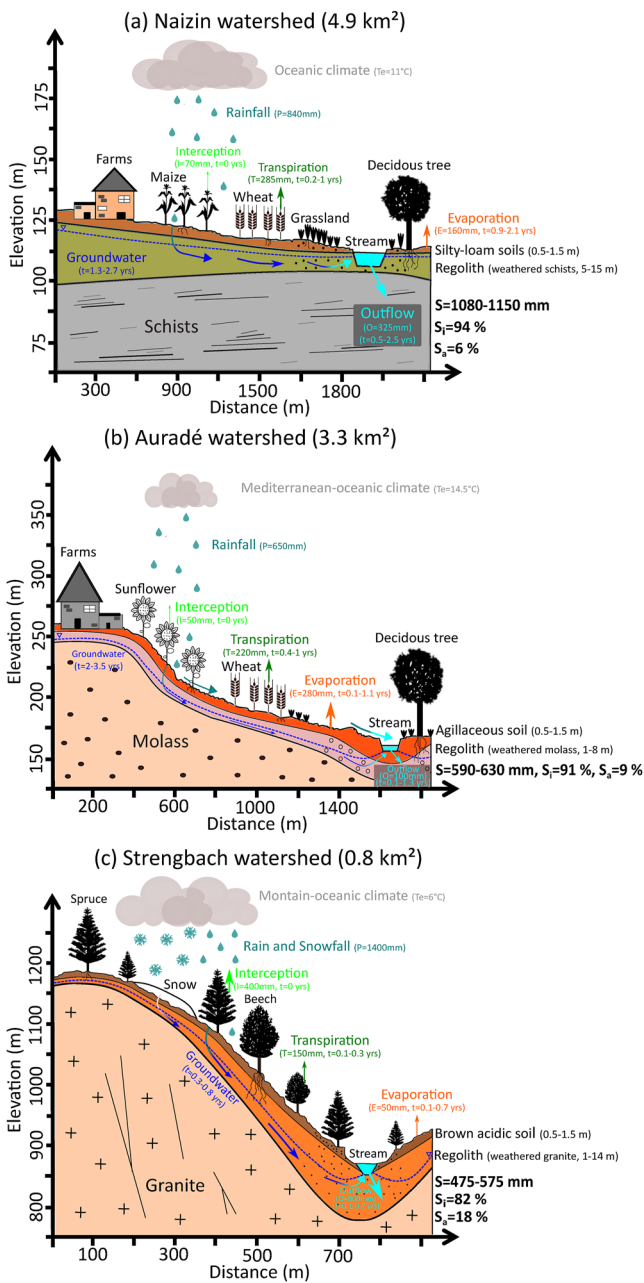 (a) Naizin watershed (4.9 km²)
Oceanic climate (Te=11°C)
Rainfall (P=840mm)
Interception
(I=70mm, t=0 yrs)
Farms
Maize
Transpiration
(T=285mm, t=0.2-1 yrs)
Wheat
Grassland
Decidous tree
Stream
Evaporation
(E=160mm, t=0.9-2.1 yrs)
Silty-loam soils (0.5-1.5 m)
Regolith (weathered schists, 5-15 m)
Groundwater
(t=1.3-2.7 yrs)
Schists
Outflow
(O=325mm)
(t=0.5-2.5 yrs)
S=1080-1150 mm
Si=94 %
Sa=6 %
Elevation (m)
175
150
125
100
75
300 900 1500 1800
Distance (m)
(b) Auradé watershed (3.3 km²)
Mediterranean-oceanic climate (Te=14.5°C)
Rainfall (P=650mm)
Farms
Sunflower
Interception
(I=50mm, t=0)
Transpiration
(T=220mm, t=0.4-1 yrs)
Wheat
Decidous tree
Evaporation
(E=280mm, t=0.1-1.1 yrs)
Stream
Groundwater
(t=2-3.5 yrs)
Agillaceous soil (0.5-1.5 m)
Regolith (weathered molass, 1-8 m)
S=590-630 mm, Si=91 %, Sa=9 %
Molass
Outflow
(O=100mm)
(t=0.1-1.3 yrs)
Elevation (m)
350
300
250
200
150
200 600 1000 1400
Distance (m)
(c) Strengbach watershed (0.8 km²)
Montain-oceanic climate (Te=6°C)
Spruce
Rain and Snowfall (P=1400mm)
Snow
Interception
(I=400mm, t=0)
Beech
Transpiration
(T=150mm, t=0.1-0.3 yrs)
Groundwater
(t=0.3-0.8 yrs)
Evaporation
(E=50mm, t=0.1-0.7 yrs)
Stream
Brown acidic soil (0.5-1.5 m)
Regolith (weathered granite, 1-14 m)
S=475-575 mm
Si=82 %
Sa=18 %
Granite
Elevation (m)
1200
1100
1000
900
800
100 300 500 700
Distance (m)